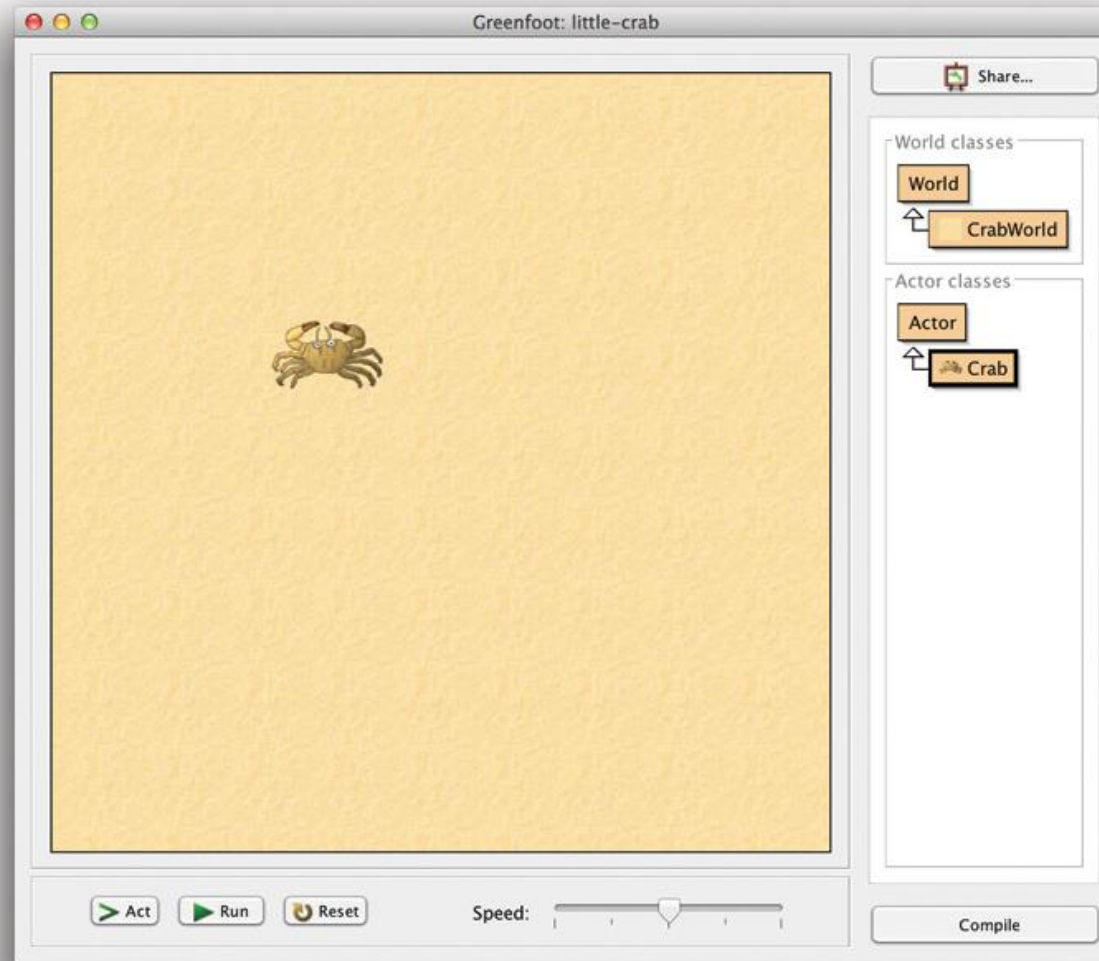 Greenfoot: little-crab
Share...
World classes
World
CrabWorld
Actor classes
Actor
Crab
Act
Run
Reset
Speed:
Compile